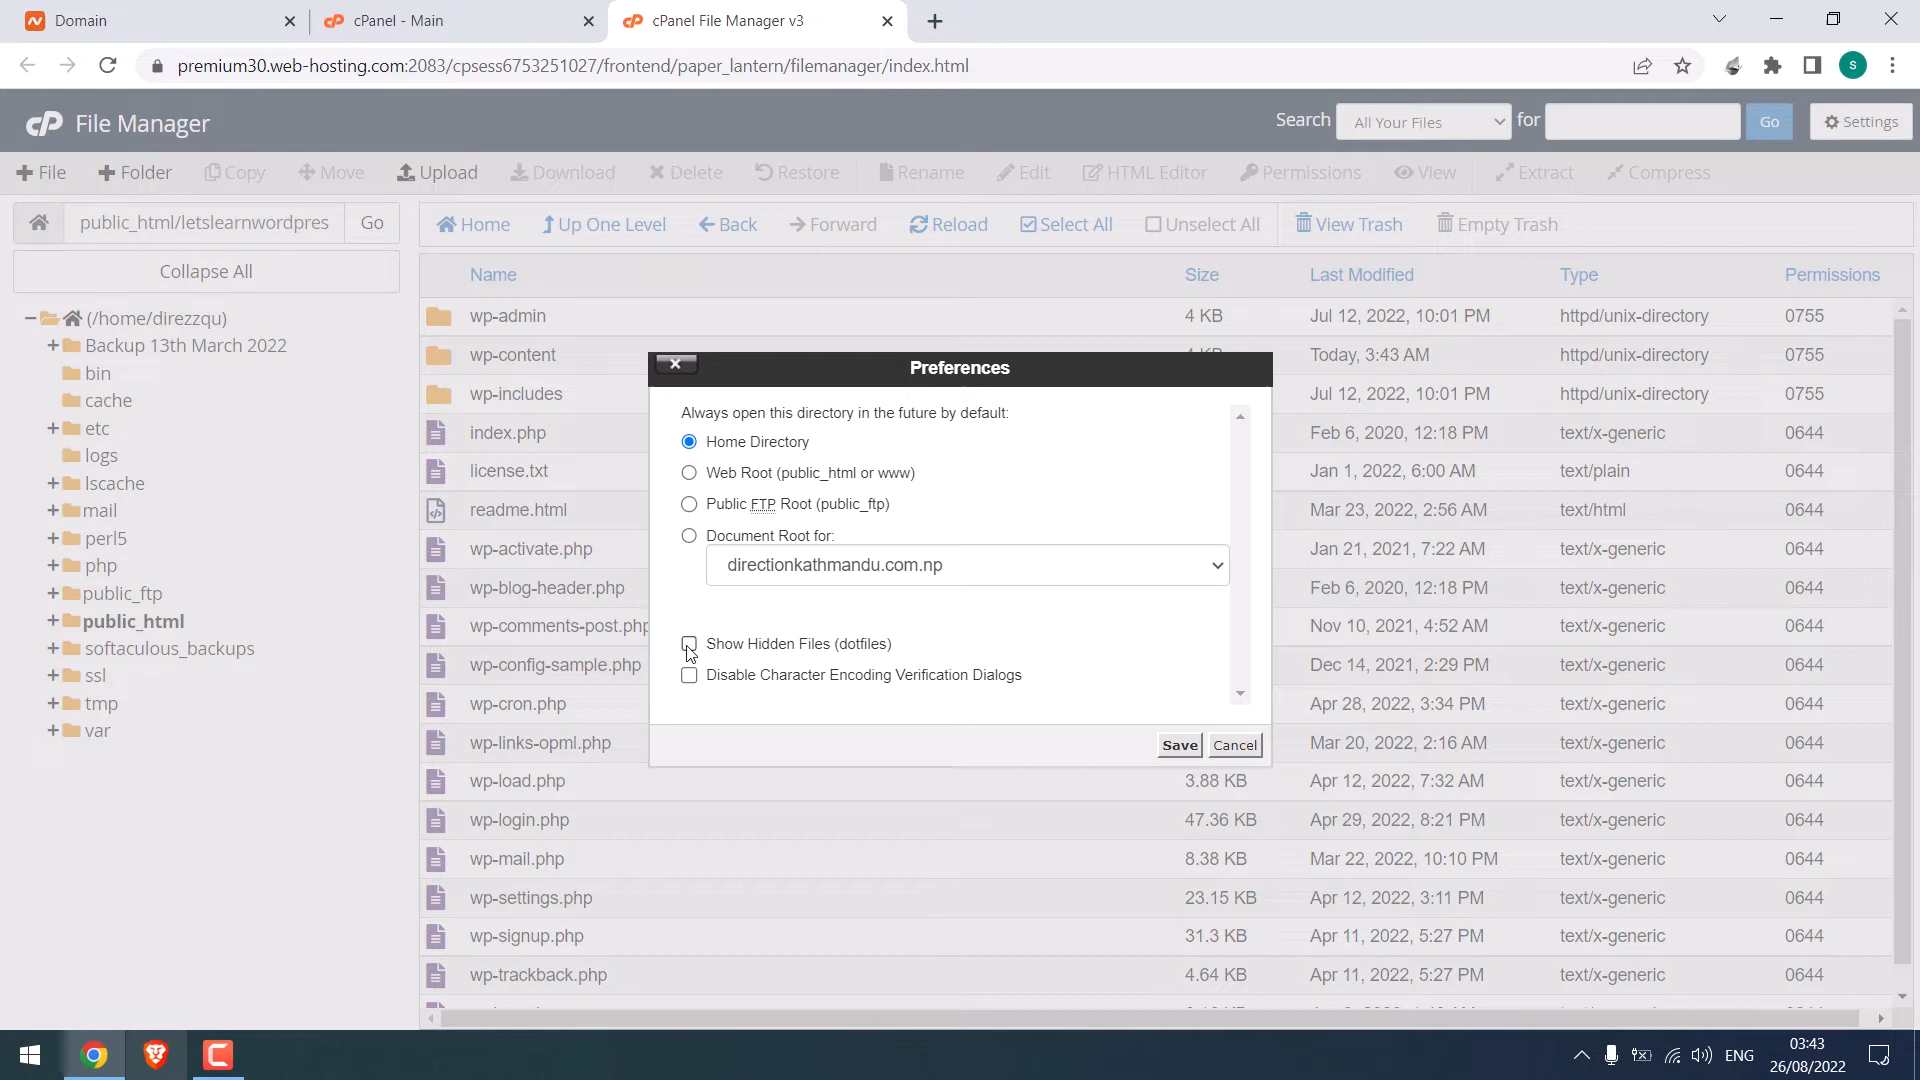 Domain
cPanel - Main
cPanel File Manager v3
premium30.web-hosting.com:2083/cpsess6753251027/frontend/paper_lantern/filemanager/index.html
S
cP File Manager
Search All Your Files for Go Settings
File Folder Copy Move Upload Download Delete Restore Rename Edit HTML Editor Permissions View Extract Compress
public_html/letslearnwordpres Go
Home Up One Level Back Forward Reload Select All Unselect All View Trash Empty Trash
Collapse All
(/home/direzzqu)
Backup 13th March 2022
bin
cache
etc
logs
lscache
mail
perl5
php
public_ftp
public_html
softaculous_backups
ssl
tmp
var
Name Size Last Modified Type Permissions
wp-admin 4 KB Jul 12, 2022, 10:01 PM httpd/unix-directory 0755
wp-content 4 KB Today, 3:43 AM httpd/unix-directory 0755
wp-includes Jul 12, 2022, 10:01 PM httpd/unix-directory 0755
index.php Feb 6, 2020, 12:18 PM text/x-generic 0644
license.txt Jan 1, 2022, 6:00 AM text/plain 0644
readme.html Mar 23, 2022, 2:56 AM text/html 0644
wp-activate.php Jan 21, 2021, 7:22 AM text/x-generic 0644
wp-blog-header.php Feb 6, 2020, 12:18 PM text/x-generic 0644
wp-comments-post.php Nov 10, 2021, 4:52 AM text/x-generic 0644
wp-config-sample.php Dec 14, 2021, 2:29 PM text/x-generic 0644
wp-cron.php Apr 28, 2022, 3:34 PM text/x-generic 0644
wp-links-opml.php Mar 20, 2022, 2:16 AM text/x-generic 0644
wp-load.php 3.88 KB Apr 12, 2022, 7:32 AM text/x-generic 0644
wp-login.php 47.36 KB Apr 29, 2022, 8:21 PM text/x-generic 0644
wp-mail.php 8.38 KB Mar 22, 2022, 10:10 PM text/x-generic 0644
wp-settings.php 23.15 KB Apr 12, 2022, 3:11 PM text/x-generic 0644
wp-signup.php 31.3 KB Apr 11, 2022, 5:27 PM text/x-generic 0644
wp-trackback.php 4.64 KB Apr 11, 2022, 5:27 PM text/x-generic 0644
Preferences
Always open this directory in the future by default:
Home Directory
Web Root (public_html or www)
Public FTP Root (public_ftp)
Document Root for:
directionkathmandu.com.np
Show Hidden Files (dotfiles)
Disable Character Encoding Verification Dialogs
Save Cancel
ENG
03:43
26/08/2022